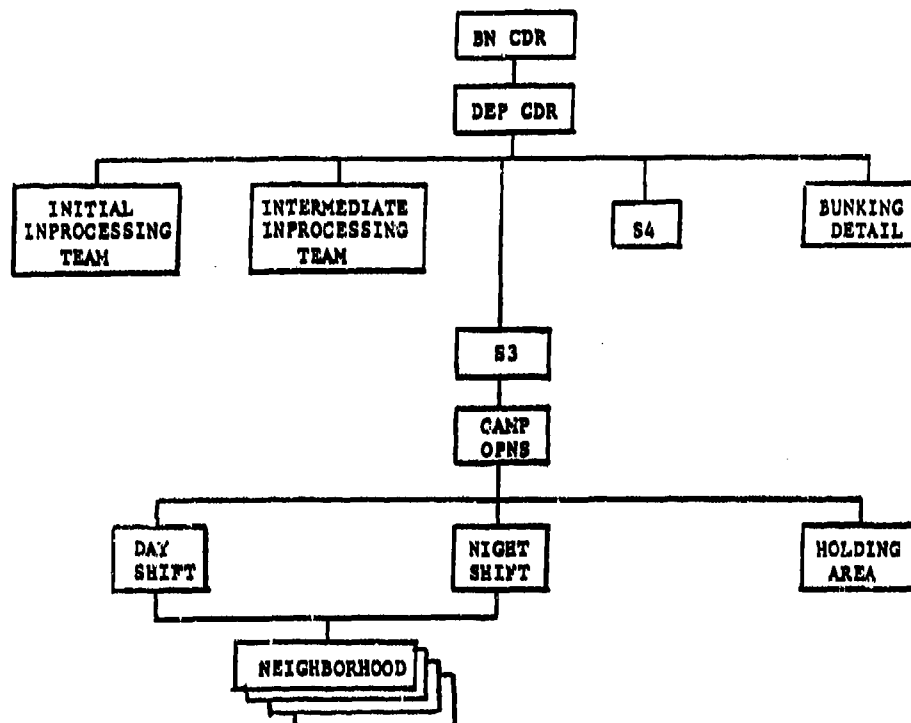 BN CDR
DEP CDR
INITIAL
INPROCESSING
TEAM
INTERMEDIATE
INPROCESSING
TEAM
S4
BUNKING
DETAIL
S3
CAMP
OPNS
DAY
SHIFT
NIGHT
SHIFT
HOLDING
AREA
NEIGHBORHOOD